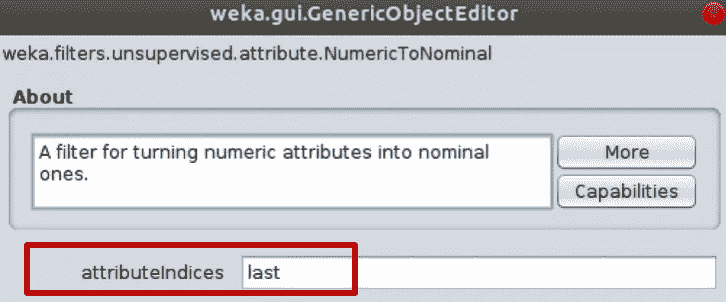 weka.gui.GenericObjectEditor
weka.filters.unsupervised.attribute.NumericToNominal
About
A filter for turning numeric attributes into nominal
ones.
More
Capabilities
attributeIndices last